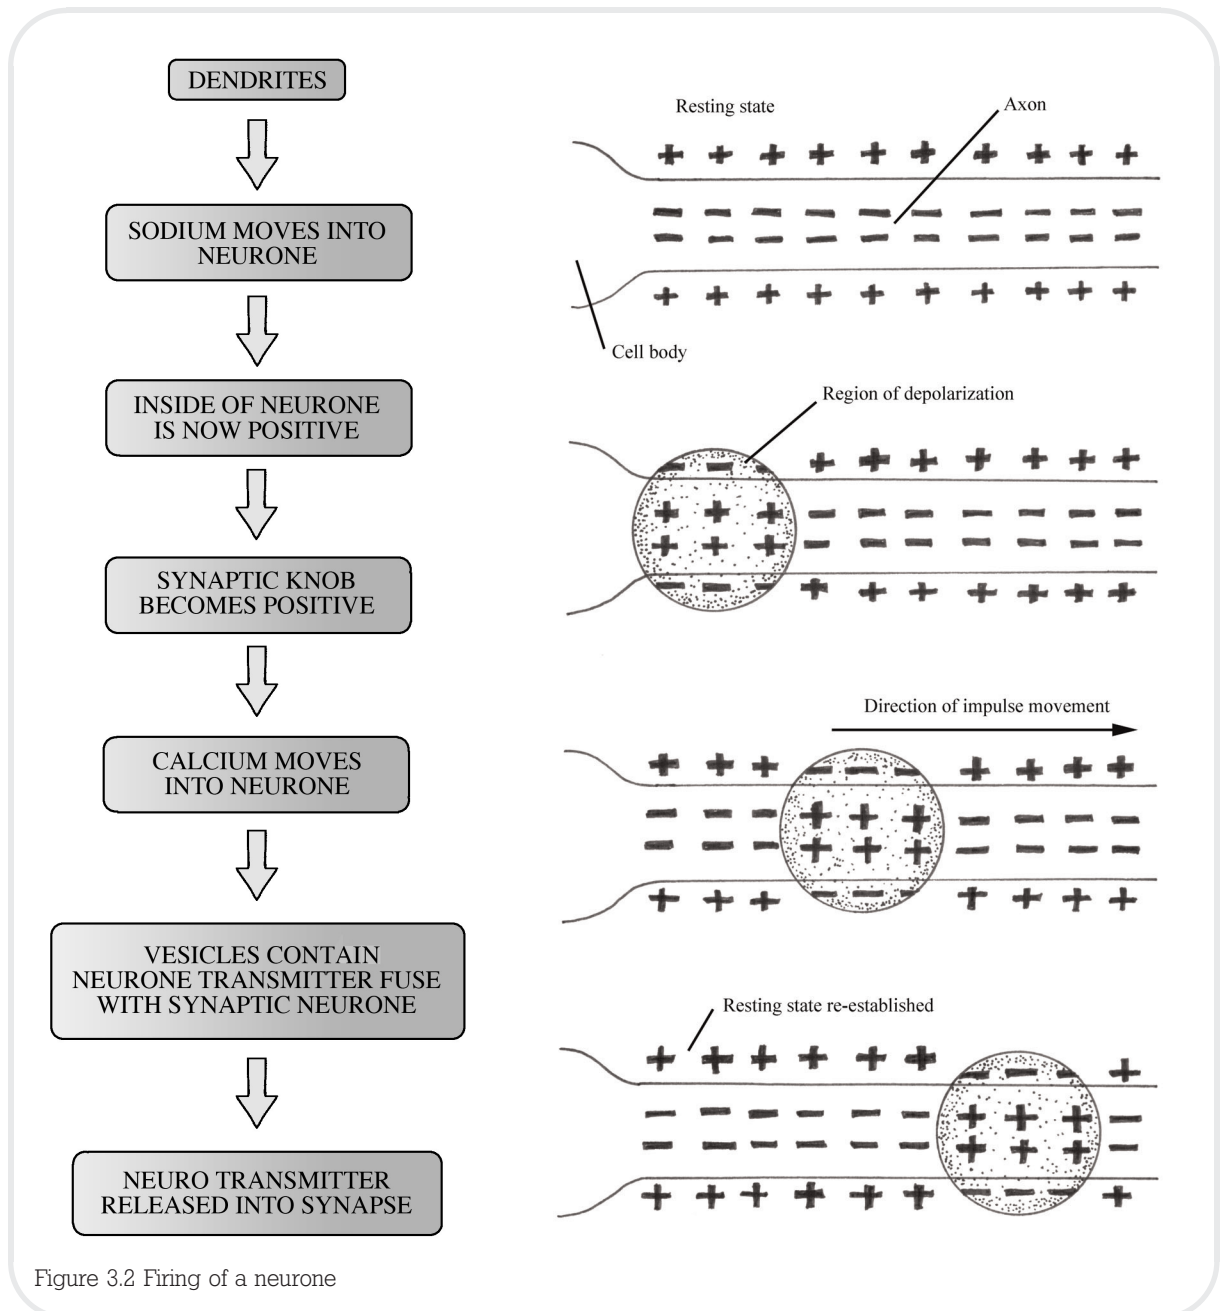 DENDRITES
SODIUM MOVES INTO
NEURONE
INSIDE OF NEURONE
IS NOW POSITIVE
SYNAPTIC KNOB
BECOMES POSITIVE
CALCIUM MOVES
INTO NEURONE
VESICLES CONTAIN
NEURONE TRANSMITTER FUSE
WITH SYNAPTIC NEURONE
NEURO TRANSMITTER
RELEASED INTO SYNAPSE
Resting state
Axon
Cell body
Region of depolarization
Direction of impulse movement
Resting state re-established
Figure 3.2 Firing of a neurone